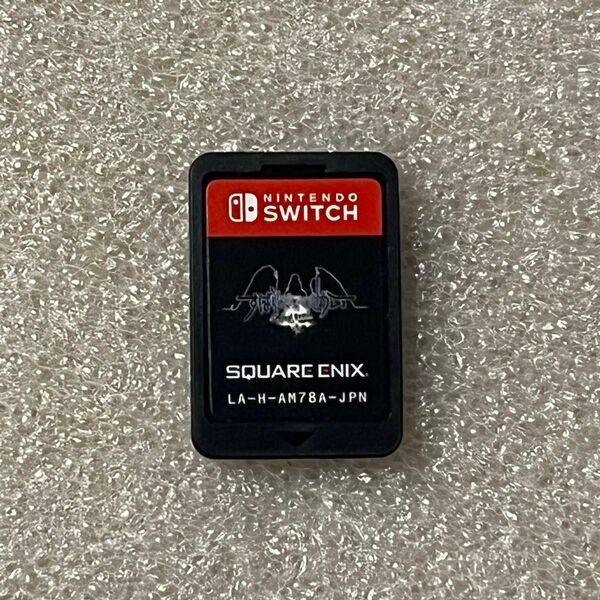 NINTENDO
SWITCH
SQUARE ENIX.
LA-H-AM78A-JPN